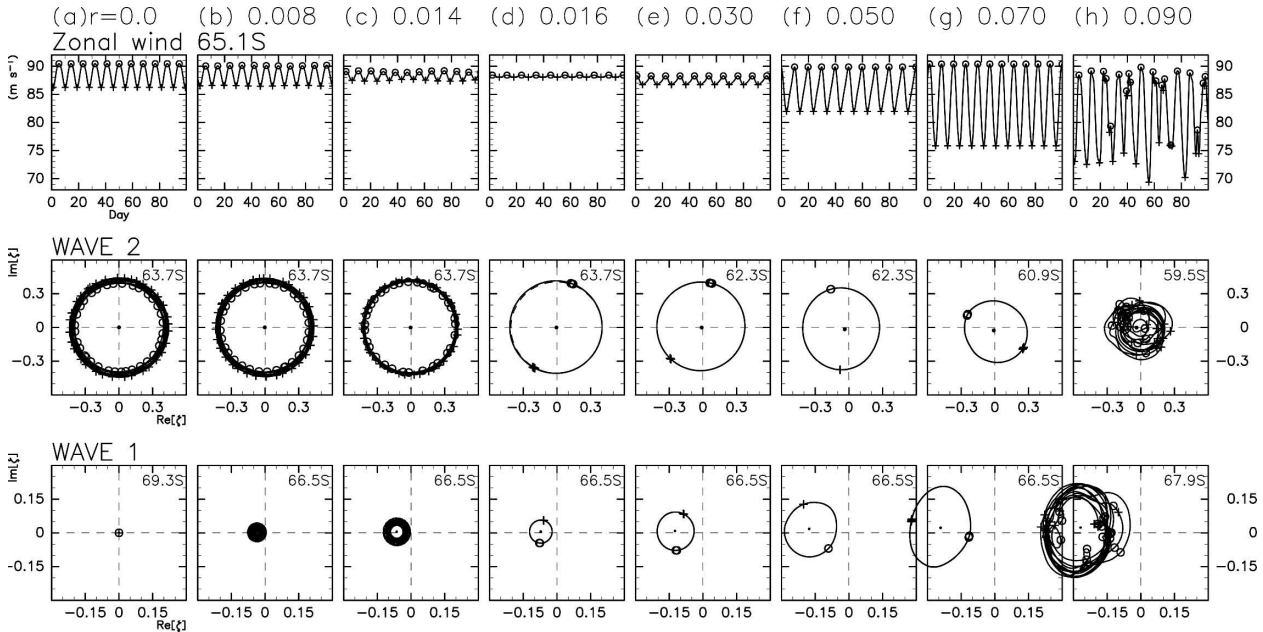 (a)r=0.0 (b) 0.008 (c) 0.014 (d) 0.016 (e) 0.030 (f) 0.050 (g) 0.070 (h) 0.090
Zonal wind 65.1S
(m s⁻¹)
90 90
85 85
80 80
75 75
70 70
0 20 40 60 80 0 20 40 60 80 0 20 40 60 80 0 20 40 60 80 0 20 40 60 80 0 20 40 60 80 0 20 40 60 80 0 20 40 60 80
Day
WAVE 2
Im[ζ]
63.7S 63.7S 63.7S 63.7S 62.3S 62.3S 60.9S 59.5S
0.3 0.3
0 0
-0.3 -0.3
-0.3 0 0.3 -0.3 0 0.3 -0.3 0 0.3 -0.3 0 0.3 -0.3 0 0.3 -0.3 0 0.3 -0.3 0 0.3 -0.3 0 0.3
Re[ζ]
WAVE 1
Im[ζ]
69.3S 66.5S 66.5S 66.5S 66.5S 66.5S 66.5S 67.9S
0.15 0.15
0 0
-0.15 -0.15
-0.15 0 0.15 -0.15 0 0.15 -0.15 0 0.15 -0.15 0 0.15 -0.15 0 0.15 -0.15 0 0.15 -0.15 0 0.15 -0.15 0 0.15
Re[ζ]